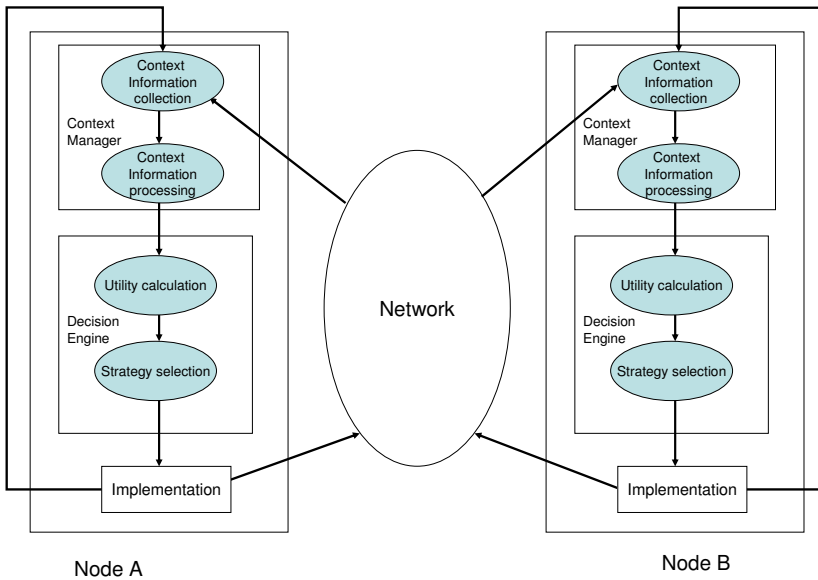 Context
Information
collection
Context
Manager
Context
Information
processing
Utility calculation
Decision
Engine
Strategy selection
Implementation
Node A
Network
Context
Information
collection
Context
Manager
Context
Information
processing
Utility calculation
Decision
Engine
Strategy selection
Implementation
Node B